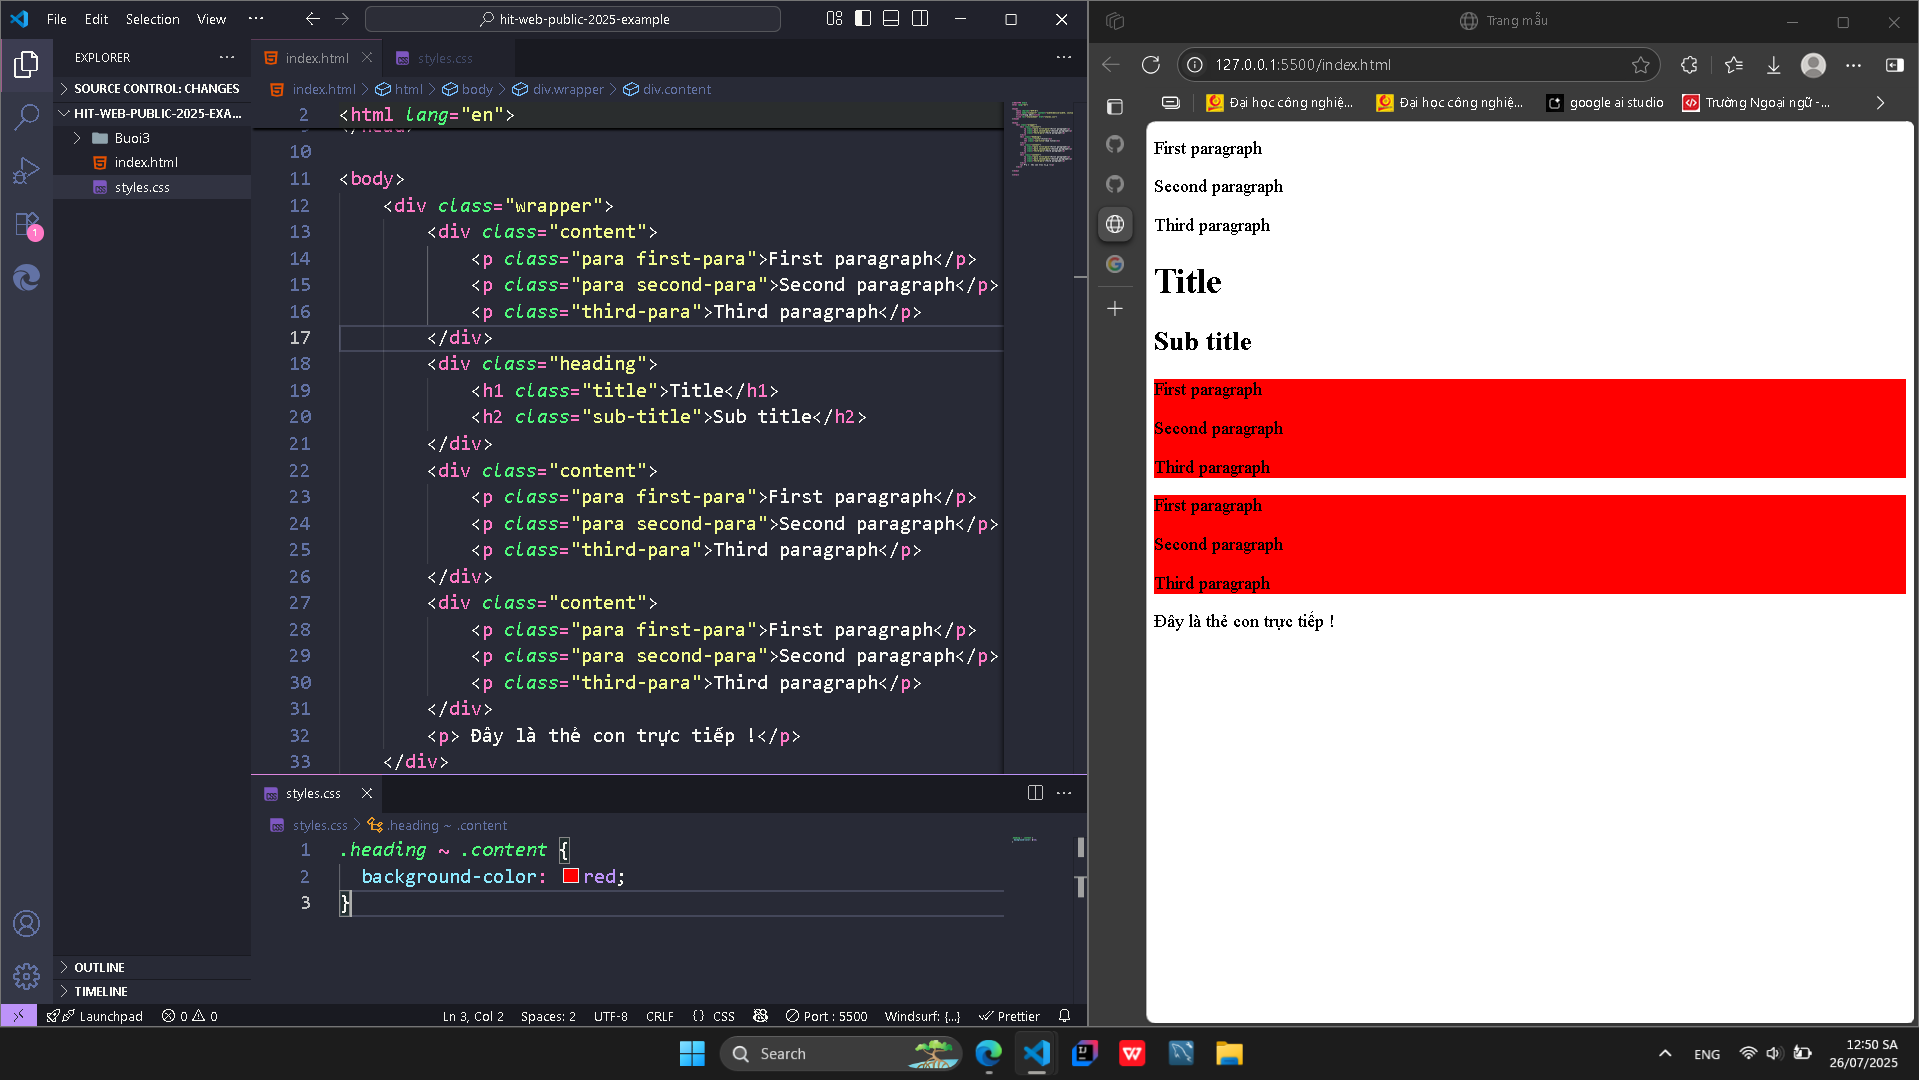 File Edit Selection View ···
hit-web-public-2025-example
EXPLORER
SOURCE CONTROL: CHANGES
HIT-WEB-PUBLIC-2025-EXA...
Buoi3
index.html
styles.css
1
OUTLINE
TIMELINE
index.html
styles.css
index.html > html > body > div.wrapper > div.content
2 <html lang="en">
10
11 <body>
12 <div class="wrapper">
13 <div class="content">
14 <p class="para first-para">First paragraph</p>
15 <p class="para second-para">Second paragraph</p>
16 <p class="third-para">Third paragraph</p>
17 </div>
18 <div class="heading">
19 <h1 class="title">Title</h1>
20 <h2 class="sub-title">Sub title</h2>
21 </div>
22 <div class="content">
23 <p class="para first-para">First paragraph</p>
24 <p class="para second-para">Second paragraph</p>
25 <p class="third-para">Third paragraph</p>
26 </div>
27 <div class="content">
28 <p class="para first-para">First paragraph</p>
29 <p class="para second-para">Second paragraph</p>
30 <p class="third-para">Third paragraph</p>
31 </div>
32 <p> Đây là thẻ con trực tiếp !</p>
33 </div>
styles.css
styles.css > .heading ~ .content
1 .heading ~ .content {
2 background-color: red;
3 }
Launchpad 0 0 Ln 3, Col 2 Spaces: 2 UTF-8 CRLF {} CSS Port : 5500 Windsurf: {...} Prettier
Trang mẫu
127.0.0.1:5500/index.html
Đại học công nghiệ...
Đại học công nghiệ...
google ai studio
Trường Ngoại ngữ -...
First paragraph
Second paragraph
Third paragraph
Title
Sub title
First paragraph
Second paragraph
Third paragraph
First paragraph
Second paragraph
Third paragraph
Đây là thẻ con trực tiếp !
Search
ENG
12:50 SA
26/07/2025